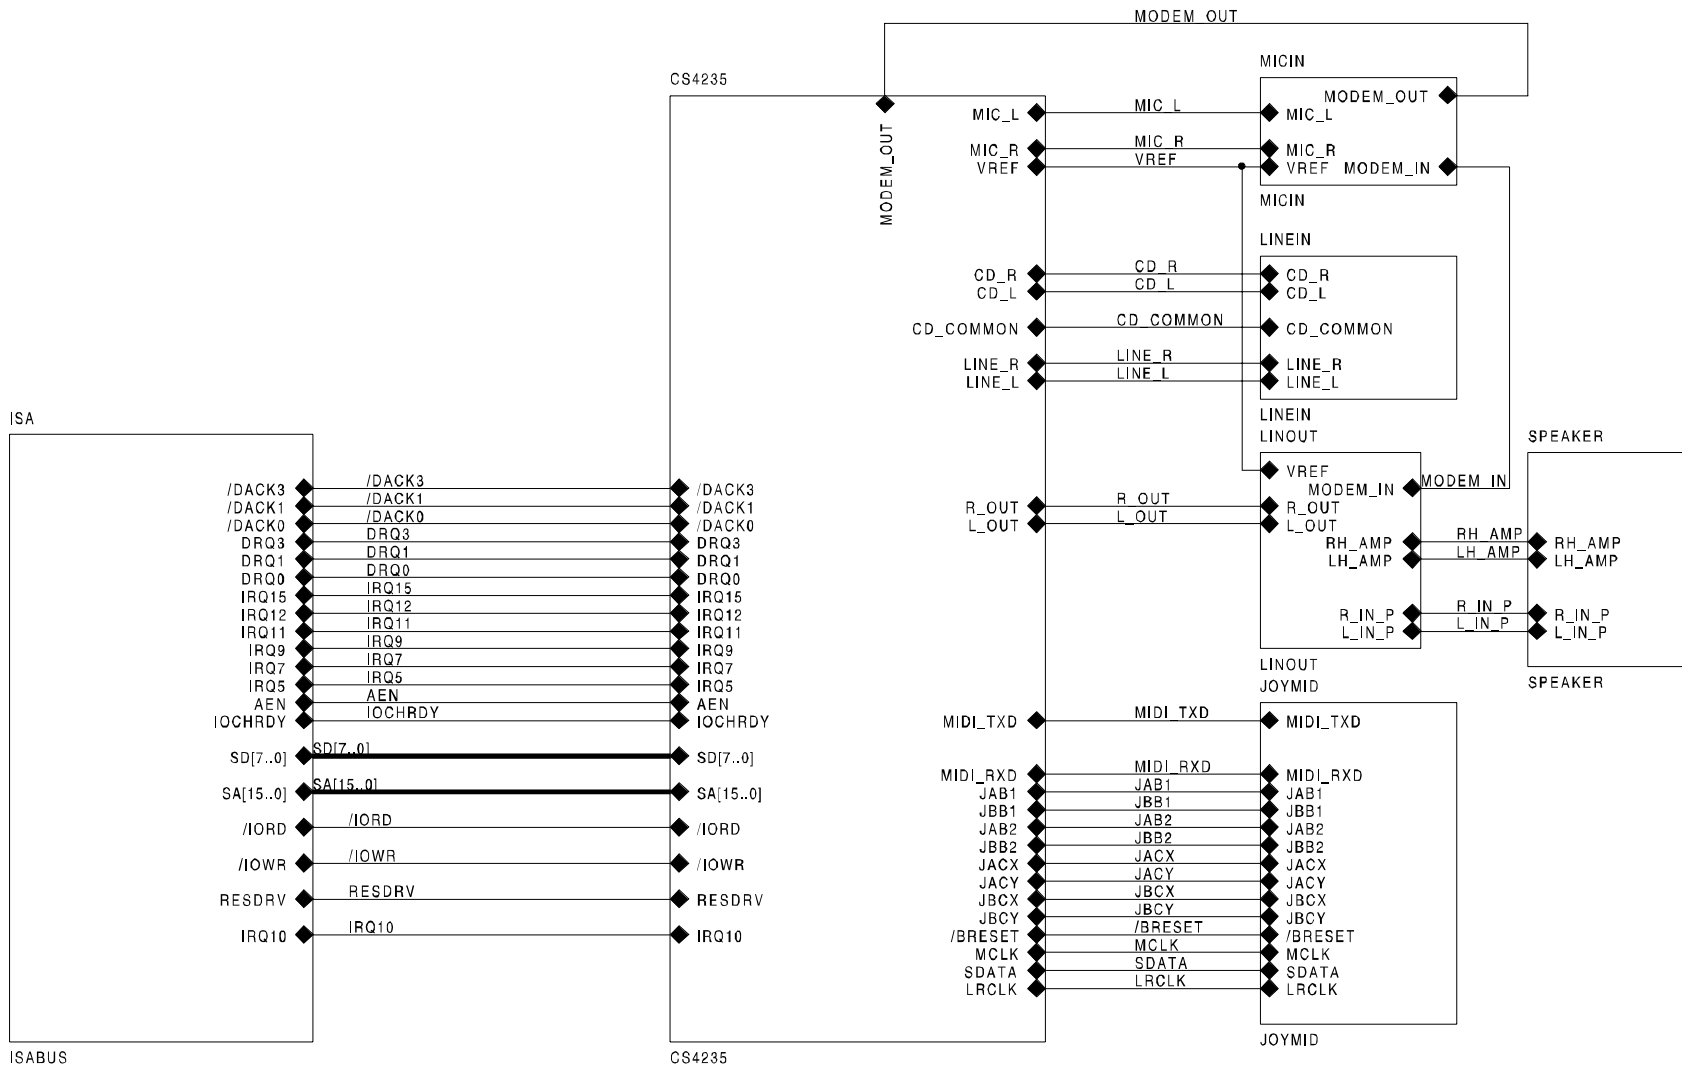 MODEM_OUT
CS4235
MODEM_OUT
MIC_L
MIC_R
VREF
CD_R
CD_L
CD_COMMON
LINE_R
LINE_L
R_OUT
L_OUT
MIDI_TXD
MIDI_RXD
JAB1
JBB1
JAB2
JBB2
JACX
JACY
JBCX
JBCY
/BRESET
MCLK
SDATA
LRCLK
MIC_L
MIC_R
VREF
CD_R
CD_L
CD_COMMON
LINE_R
LINE_L
R_OUT
L_OUT
MIDI_TXD
MIDI_RXD
JAB1
JBB1
JAB2
JBB2
JACX
JACY
JBCX
JBCY
/BRESET
MCLK
SDATA
LRCLK
MICIN
MODEM_OUT
MIC_L
MIC_R
VREF MODEM_IN
MICIN
LINEIN
CD_R
CD_L
CD_COMMON
LINE_R
LINE_L
LINEIN
LINOUT
VREF
MODEM_IN
R_OUT
L_OUT
RH_AMP
LH_AMP
R_IN_P
L_IN_P
LINOUT
MODEM_IN
RH_AMP
LH_AMP
R_IN_P
L_IN_P
SPEAKER
RH_AMP
LH_AMP
R_IN_P
L_IN_P
SPEAKER
JOYMID
MIDI_TXD
MIDI_RXD
JAB1
JBB1
JAB2
JBB2
JACX
JACY
JBCX
JBCY
/BRESET
MCLK
SDATA
LRCLK
JOYMID
ISA
/DACK3
/DACK1
/DACK0
DRQ3
DRQ1
DRQ0
IRQ15
IRQ12
IRQ11
IRQ9
IRQ7
IRQ5
AEN
IOCHRDY
SD[7..0]
SA[15..0]
/IORD
/IOWR
RESDRV
IRQ10
ISABUS
/DACK3
/DACK1
/DACK0
DRQ3
DRQ1
DRQ0
IRQ15
IRQ12
IRQ11
IRQ9
IRQ7
IRQ5
AEN
IOCHRDY
SD[7..0]
SA[15..0]
/IORD
/IOWR
RESDRV
IRQ10
/DACK3
/DACK1
/DACK0
DRQ3
DRQ1
DRQ0
IRQ15
IRQ12
IRQ11
IRQ9
IRQ7
IRQ5
AEN
IOCHRDY
SD[7..0]
SA[15..0]
/IORD
/IOWR
RESDRV
IRQ10
CS4235